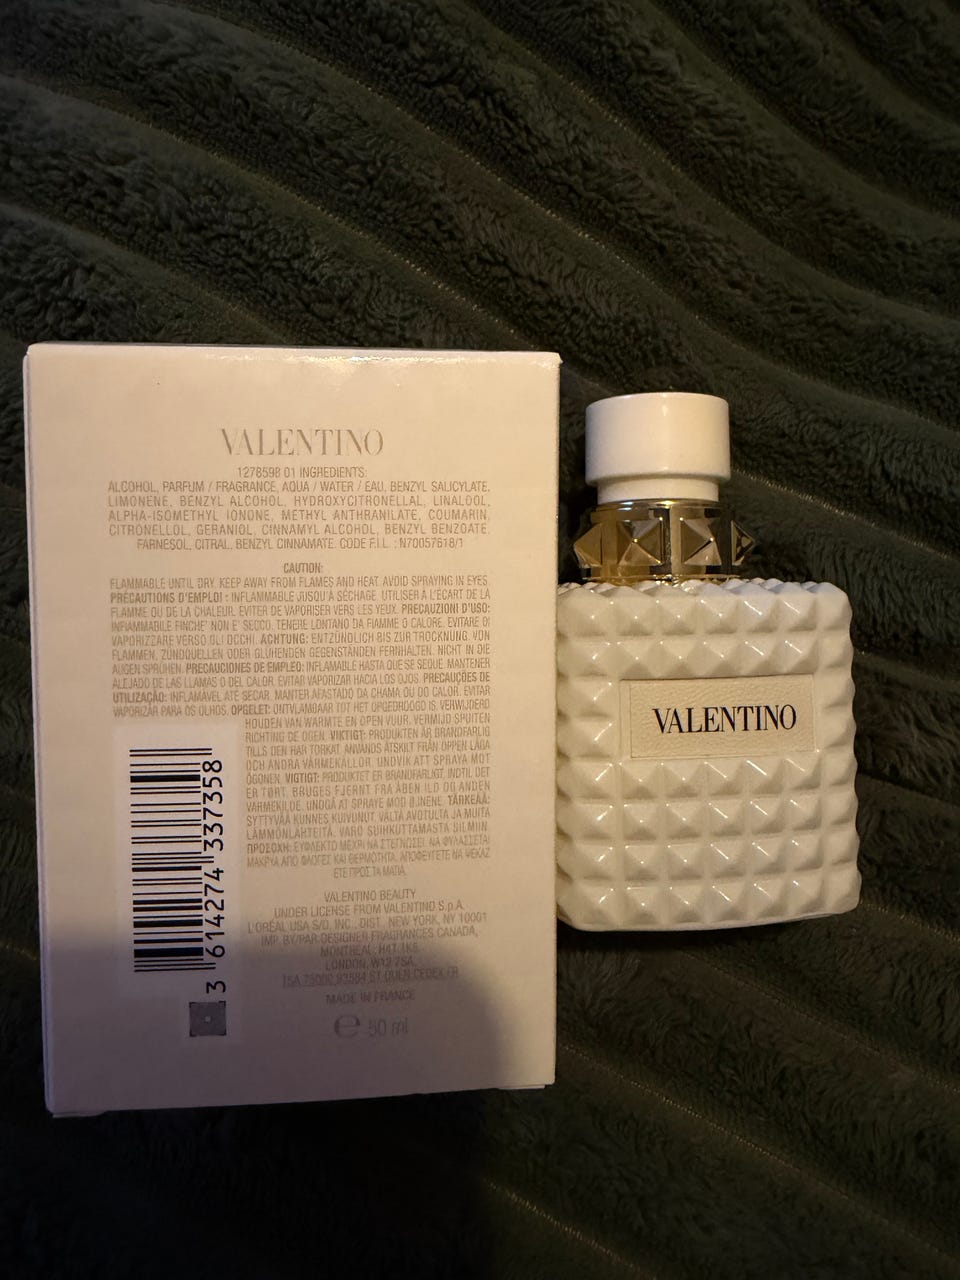 VALENTINO
1278598 01 INGREDIENTS:
ALCOHOL, PARFUM / FRAGRANCE, AQUA / WATER / EAU, BENZYL SALICYLATE,
LIMONENE, BENZYL ALCOHOL, HYDROXYCITRONELLAL, LINALOOL,
ALPHA-ISOMETHYL IONONE, METHYL ANTHRANILATE, COUMARIN,
CITRONELLOL, GERANIOL, CINNAMYL ALCOHOL, BENZYL BENZOATE,
FARNESOL, CITRAL, BENZYL CINNAMATE. CODE F.I.L. : N70057618/1
CAUTION:
FLAMMABLE UNTIL DRY. KEEP AWAY FROM FLAMES AND HEAT. AVOID SPRAYING IN EYES.
PRÉCAUTIONS D'EMPLOI : INFLAMMABLE JUSQU'À SÉCHAGE. UTILISER À L'ÉCART DE LA
FLAMME OU DE LA CHALEUR. EVITER DE VAPORISER VERS LES YEUX. PRECAUZIONI D'USO:
INFIAMMABILE FINCHE' NON E' SECCO. TENERE LONTANO DA FIAMME O CALORE. EVITARE DI
VAPORIZZARE VERSO GLI OCCHI. ACHTUNG: ENTZÜNDLICH BIS ZUR TROCKNUNG. VON
FLAMMEN, ZÜNDQUELLEN ODER GLÜHENDEN GEGENSTÄNDEN FERNHALTEN. NICHT IN DIE
AUGEN SPRÜHEN. PRECAUCIONES DE EMPLEO: INFLAMABLE HASTA QUE SE SEQUE. MANTENER
ALEJADO DE LAS LLAMAS O DEL CALOR. EVITAR VAPORIZAR HACIA LOS OJOS. PRECAUÇÕES DE
UTILIZAÇÃO: INFLAMÁVEL ATÉ SECAR. MANTER AFASTADO DA CHAMA OU DO CALOR. EVITAR
VAPORIZAR PARA OS OLHOS. OPGELET: ONTVLAMBAAR TOT HET OPGEDROOGD IS. VERWIJDERD
HOUDEN VAN WARMTE EN OPEN VUUR. VERMIJD SPUITEN
RICHTING DE OGEN. VIKTIGT: PRODUKTEN ÄR BRANDFARLIG
TILLS DEN HAR TORKAT. ANVÄNDS ÅTSKILT FRÅN ÖPPEN LÅGA
OCH ANDRA VÄRMEKÄLLOR. UNDVIK ATT SPRAYA MOT
ÖGONEN. VIGTIGT: PRODUKTET ER BRANDFARLIGT, INDTIL DET
ER TØRT. BRUGES FJERNT FRA ÅBEN ILD OG ANDEN
VARMEKILDE. UNDGÅ AT SPRAYE MOD ØJNENE. TÄRKEÄÄ:
SYTTYVÄÄ KUNNES KUIVUNUT. VÄLTÄ AVOTULTA JA MUITA
LÄMMÖNLÄHTEITÄ. VARO SUIHKUTTAMASTA SILMIIN.
ΠΡΟΣΟΧΗ: ΕΥΦΛΕΚΤΟ ΜΕΧΡΙ ΝΑ ΣΤΕΓΝΩΣΕΙ. ΝΑ ΦΥΛΑΣΣΕΤΑΙ
ΜΑΚΡΥΑ ΑΠΟ ΦΛΟΓΕΣ ΚΑΙ ΘΕΡΜΟΤΗΤΑ. ΑΠΟΦΕΥΓΕΤΕ ΝΑ ΨΕΚΑΖ
ΕΤΕ ΠΡΟΣ ΤΑ ΜΑΤΙΑ.
VALENTINO BEAUTY
UNDER LICENSE FROM VALENTINO S.p.A.
L'ORÉAL USA S/D, INC., DIST. NEW YORK, NY 10001
IMP. BY/PAR DESIGNER FRAGRANCES CANADA,
MONTREAL, H4T 1K5
LONDON, W12 7SA.
TSA 75000 93584 ST OUEN CEDEX FR
MADE IN FRANCE
e 50 ml
3 614274 337358
VALENTINO